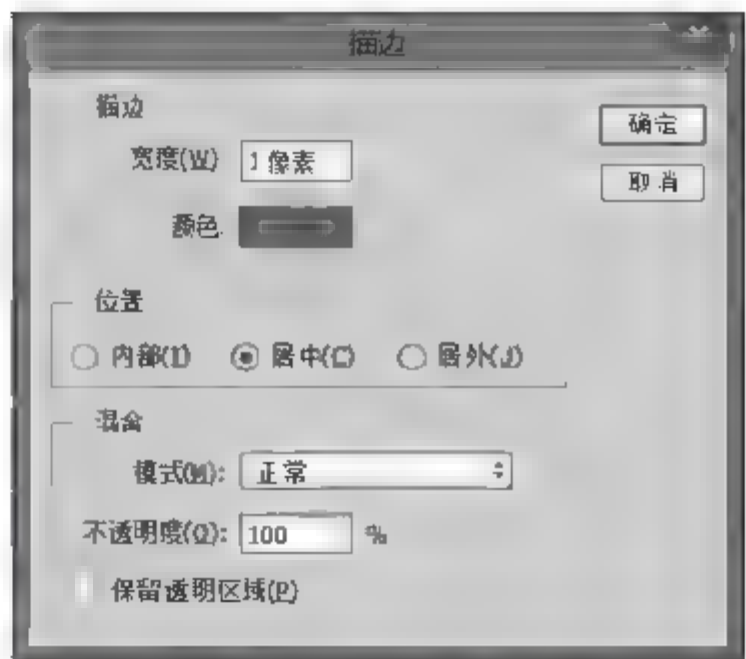 描边
描边
确定
宽度(W) 1 像素
取消
颜色
位置
内部(I) 居中(C) 居外(J)
混合
模式(M): 正常
不透明度(O): 100 %
保留透明区域(P)